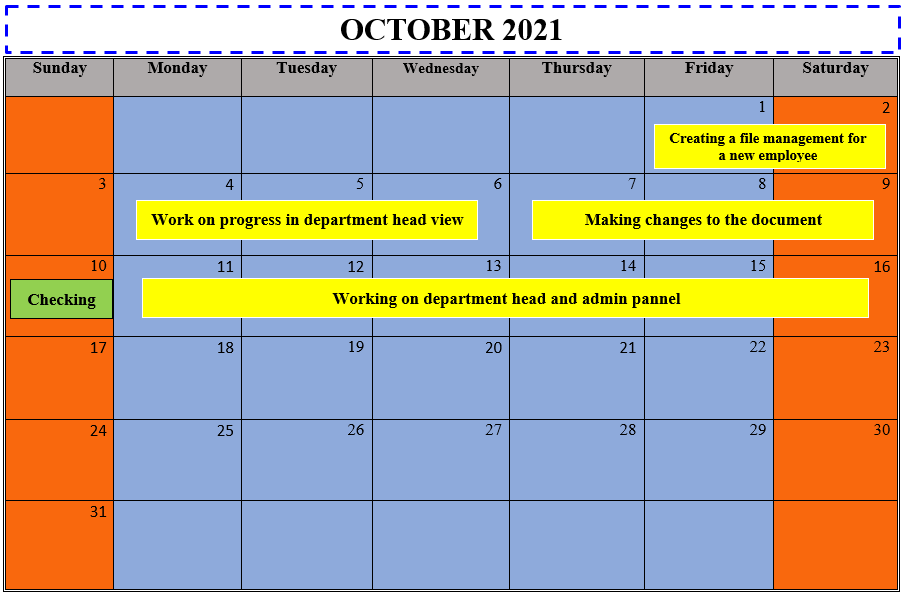 OCTOBER 2021
Sunday Monday Tuesday Wednesday Thursday Friday Saturday
1 2
Creating a file management for
a new employee
3 4 5 6 7 8 9
Work on progress in department head view Making changes to the document
10 11 12 13 14 15 16
Checking Working on department head and admin pannel
17 18 19 20 21 22 23
24 25 26 27 28 29 30
31